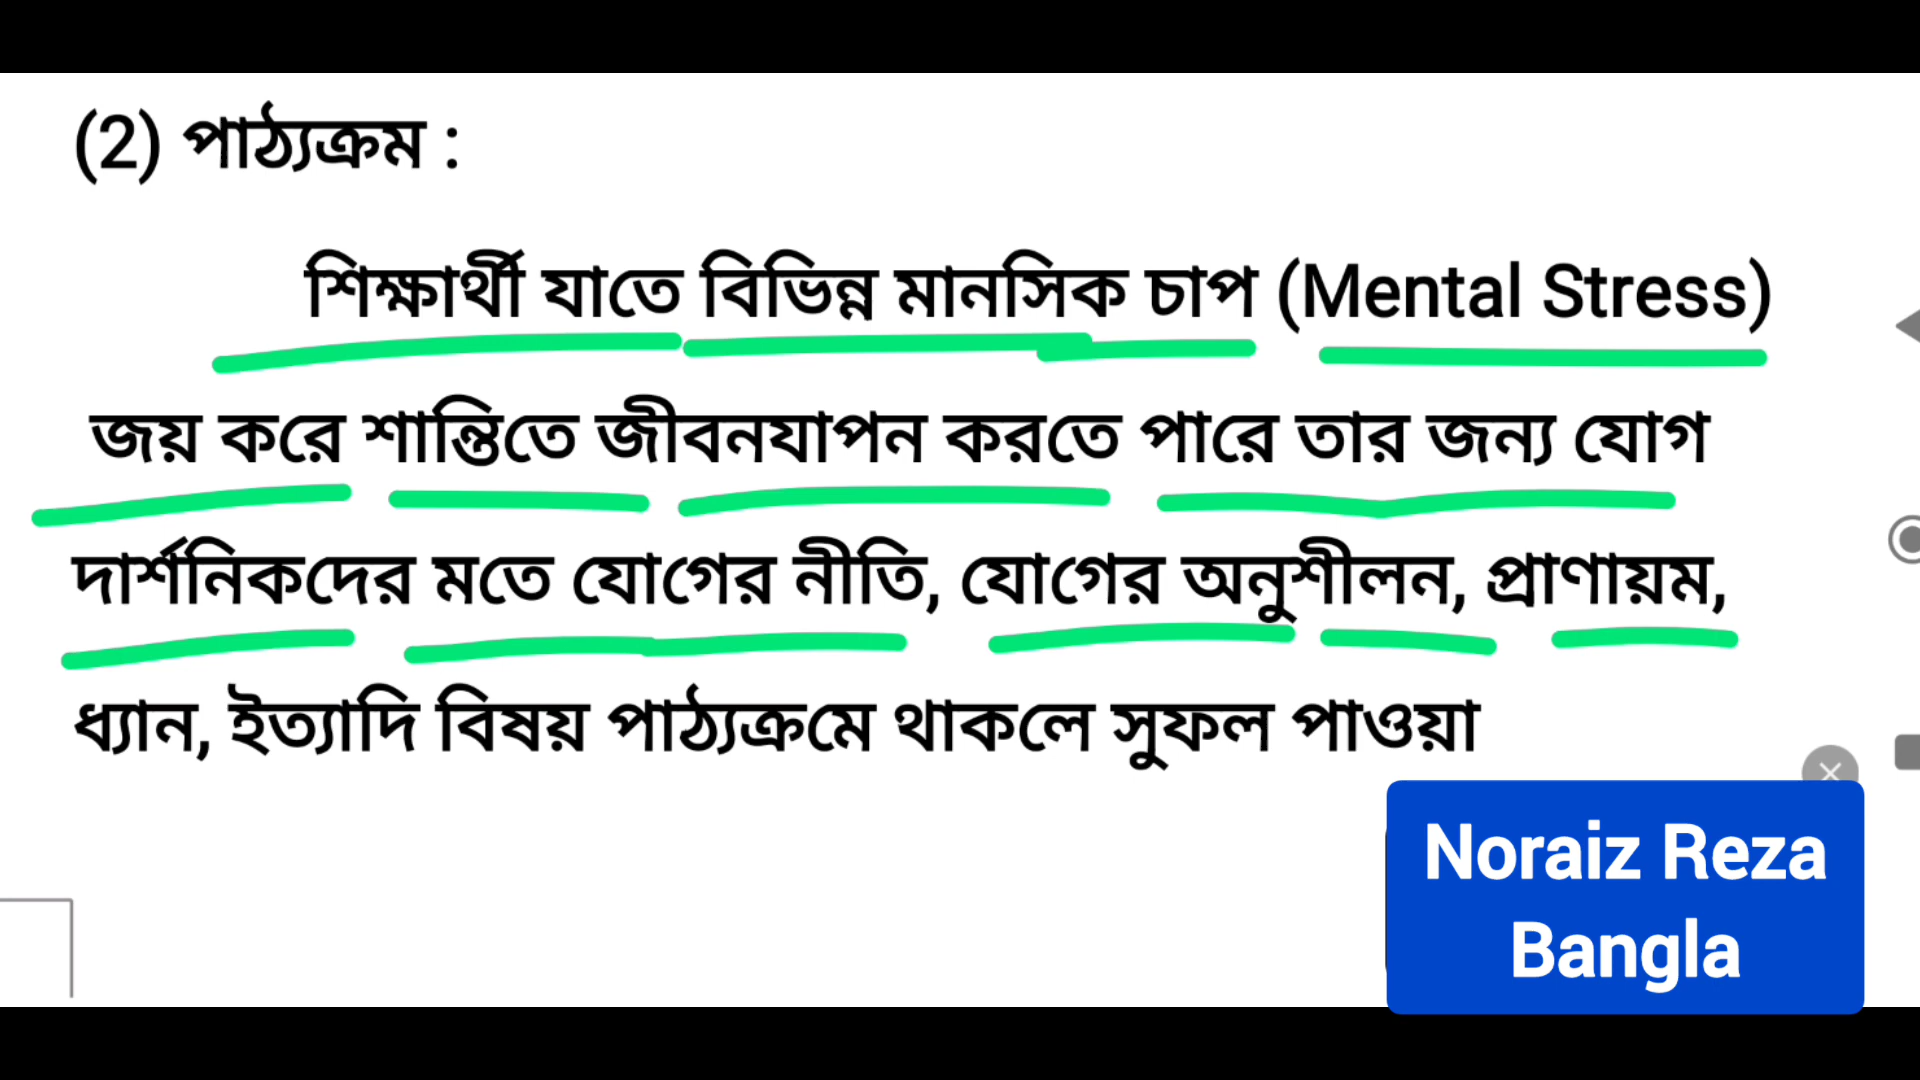 (2) পাঠ্যক্রম :
শিক্ষার্থী যাতে বিভিন্ন মানসিক চাপ (Mental Stress)
জয় করে শান্তিতে জীবনযাপন করতে পারে তার জন্য যোগ
দার্শনিকদের মতে যোগের নীতি, যোগের অনুশীলন, প্রাণায়ম,
ধ্যান, ইত্যাদি বিষয় পাঠ্যক্রমে থাকলে সুফল পাওয়া
Noraiz Reza
Bangla